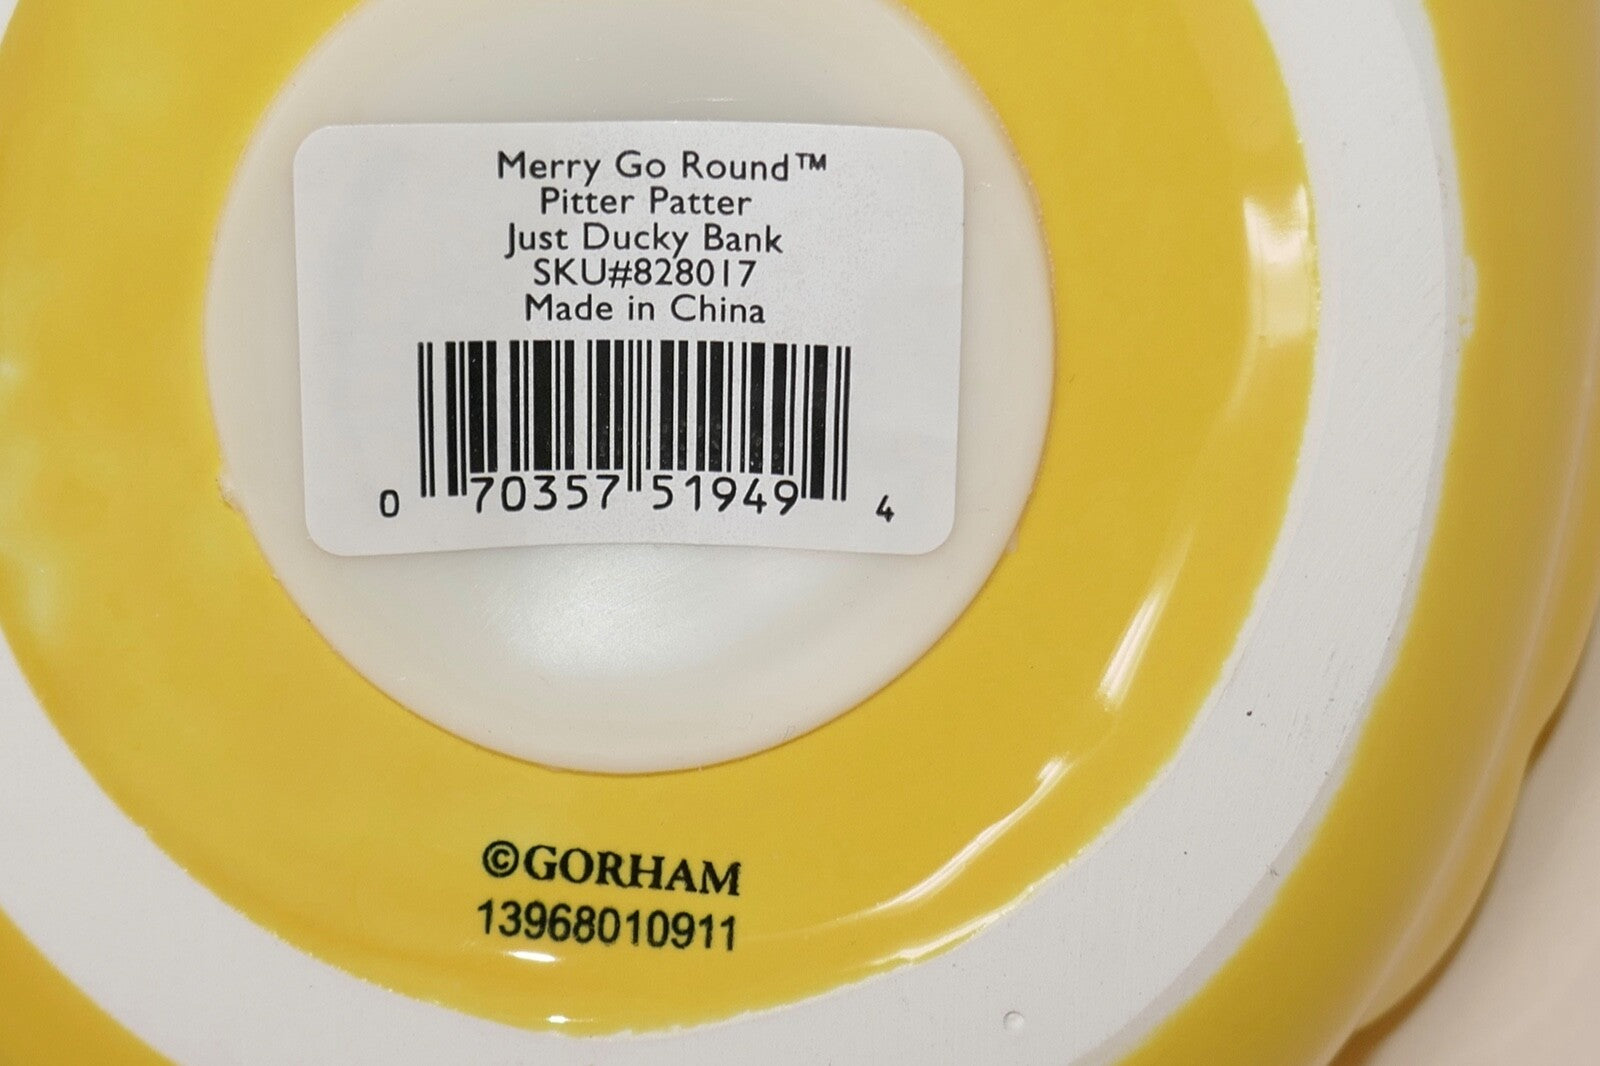 Merry Go Round™
Pitter Patter
Just Ducky Bank
SKU#828017
Made in China
0 70357 51949 4
©GORHAM
13968010911